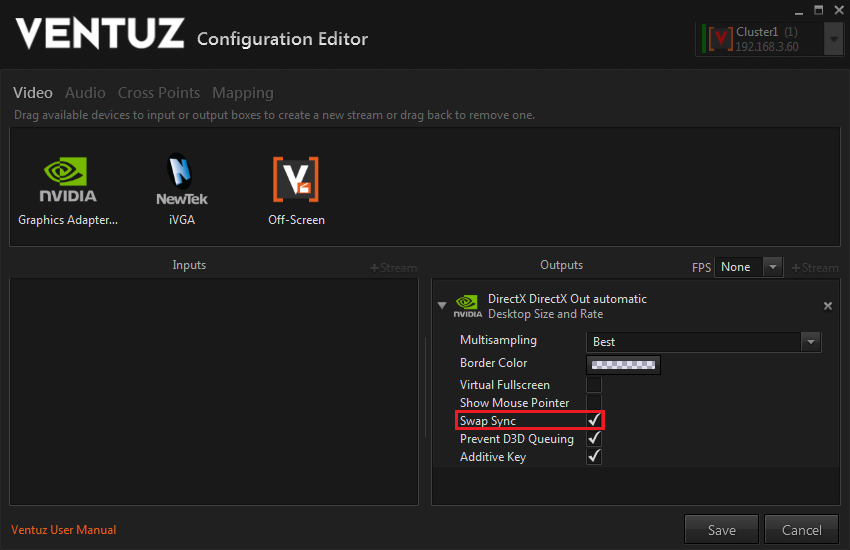 VENTUZ Configuration Editor
Cluster1 (1)
192.168.3.60
Video Audio Cross Points Mapping
Drag available devices to input or output boxes to create a new stream or drag back to remove one.
NVIDIA
Graphics Adapter...
NewTek
iVGA
Off-Screen
Inputs
+Stream
Outputs
FPS None
+Stream
NVIDIA
DirectX DirectX Out automatic
Desktop Size and Rate
Multisampling Best
Border Color
Virtual Fullscreen
Show Mouse Pointer
Swap Sync
Prevent D3D Queuing
Additive Key
Ventuz User Manual
Save Cancel